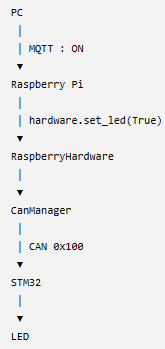 PC
│
│ MQTT : ON
▼
Raspberry Pi
│
│ hardware.set_led(True)
▼
RaspberryHardware
│
▼
CanManager
│
│ CAN 0x100
▼
STM32
│
▼
LED